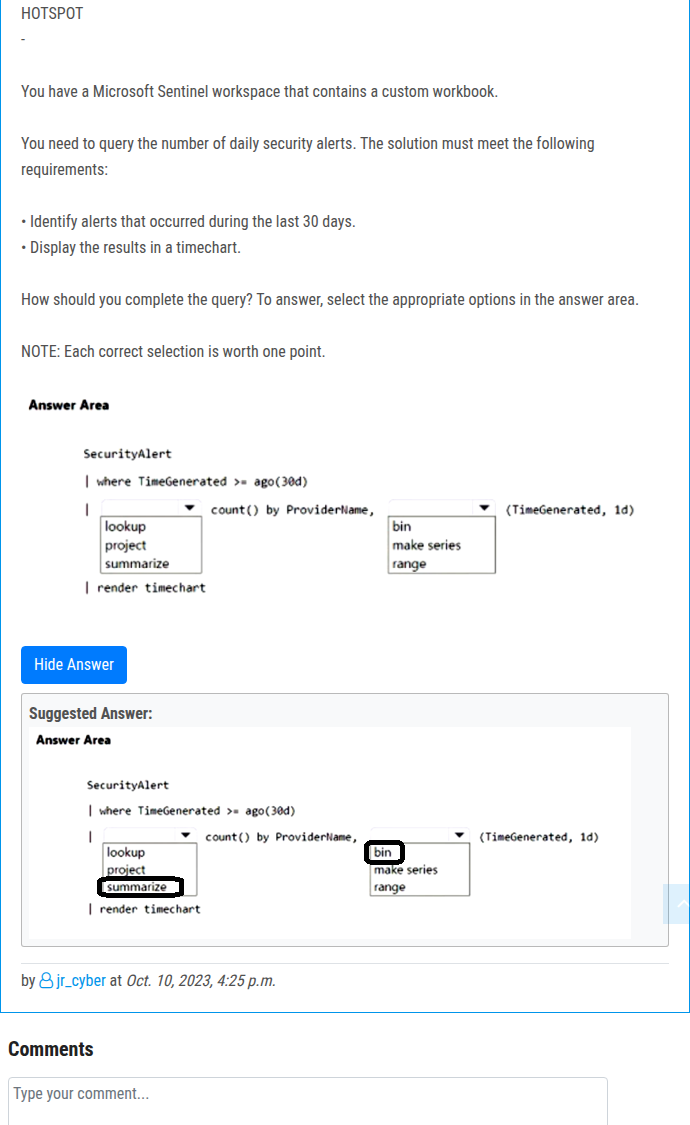 HOTSPOT
-
You have a Microsoft Sentinel workspace that contains a custom workbook.
You need to query the number of daily security alerts. The solution must meet the following
requirements:
• Identify alerts that occurred during the last 30 days.
• Display the results in a timechart.
How should you complete the query? To answer, select the appropriate options in the answer area.
NOTE: Each correct selection is worth one point.
Answer Area
SecurityAlert
| where TimeGenerated >= ago(30d)
| count() by ProviderName, (TimeGenerated, 1d)
lookup bin
project make series
summarize range
| render timechart
Hide Answer
Suggested Answer:
Answer Area
SecurityAlert
| where TimeGenerated >= ago(30d)
| count() by ProviderName, (TimeGenerated, 1d)
lookup bin
project make series
summarize range
| render timechart
by jr_cyber at Oct. 10, 2023, 4:25 p.m.
Comments
Type your comment...